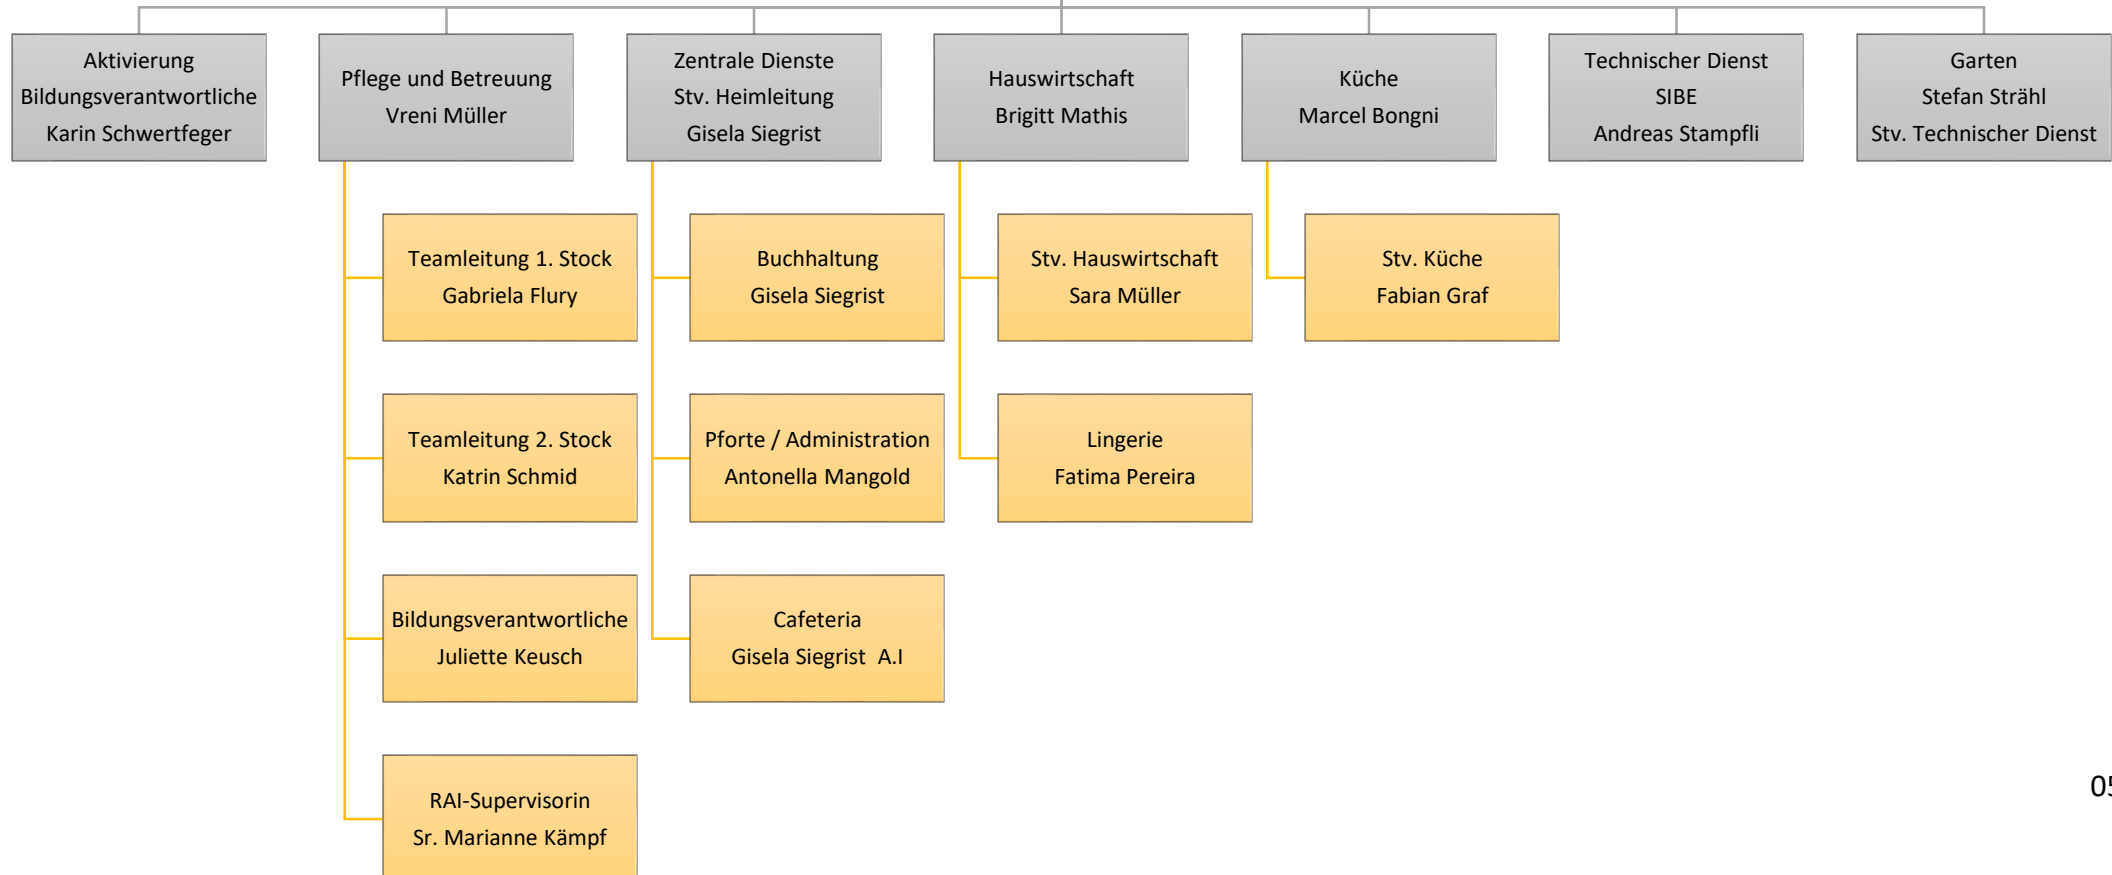 Aktivierung
Bildungsverantwortliche
Karin Schwertfeger
Pflege und Betreuung
Vreni Müller
Zentrale Dienste
Stv. Heimleitung
Gisela Siegrist
Hauswirtschaft
Brigitt Mathis
Küche
Marcel Bongni
Technischer Dienst
SIBE
Andreas Stampfli
Garten
Stefan Strähl
Stv. Technischer Dienst
Teamleitung 1. Stock
Gabriela Flury
Buchhaltung
Gisela Siegrist
Stv. Hauswirtschaft
Sara Müller
Stv. Küche
Fabian Graf
Teamleitung 2. Stock
Katrin Schmid
Pforte / Administration
Antonella Mangold
Lingerie
Fatima Pereira
Bildungsverantwortliche
Juliette Keusch
Cafeteria
Gisela Siegrist  A.I
RAI-Supervisorin
Sr. Marianne Kämpf